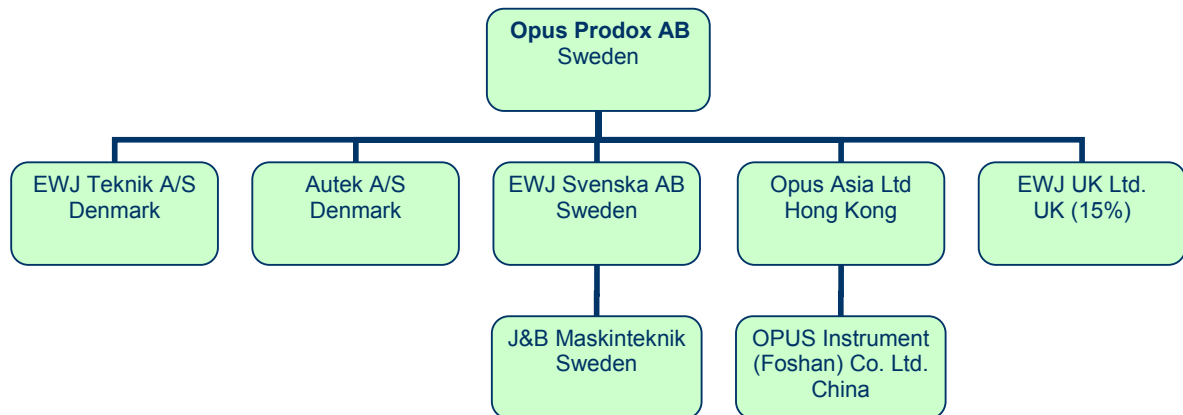 Opus Prodox AB
Sweden
EWJ Teknik A/S
Denmark
Autek A/S
Denmark
EWJ Svenska AB
Sweden
Opus Asia Ltd
Hong Kong
EWJ UK Ltd.
UK (15%)
J&B Maskinteknik
Sweden
OPUS Instrument
(Foshan) Co. Ltd.
China